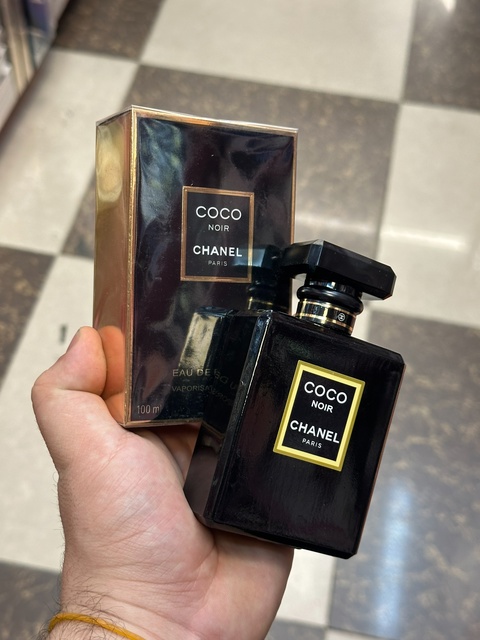 COCO
NOIR
CHANEL
PARIS
EAU DE
100 ml
COCO
NOIR
CHANEL
PARIS